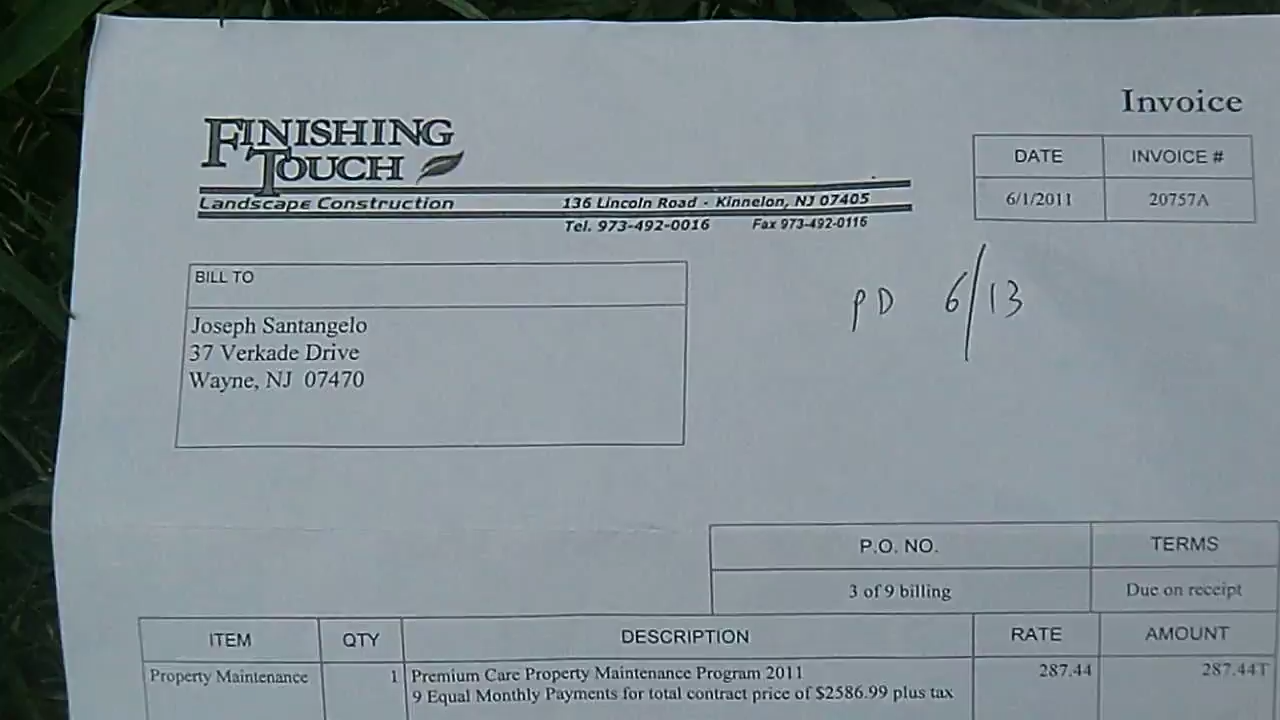 Invoice
FINISHING
TOUCH
Landscape Construction
136 Lincoln Road - Kinnelon, NJ 07405
Tel. 973-492-0016 Fax 973-492-0116
DATE INVOICE #
6/1/2011 20757A
BILL TO
Joseph Santangelo
37 Verkade Drive
Wayne, NJ 07470
PD 6/13
P.O. NO. TERMS
3 of 9 billing Due on receipt
ITEM QTY DESCRIPTION RATE AMOUNT
Property Maintenance 1 Premium Care Property Maintenance Program 2011 287.44 287.44T
9 Equal Monthly Payments for total contract price of $2586.99 plus tax